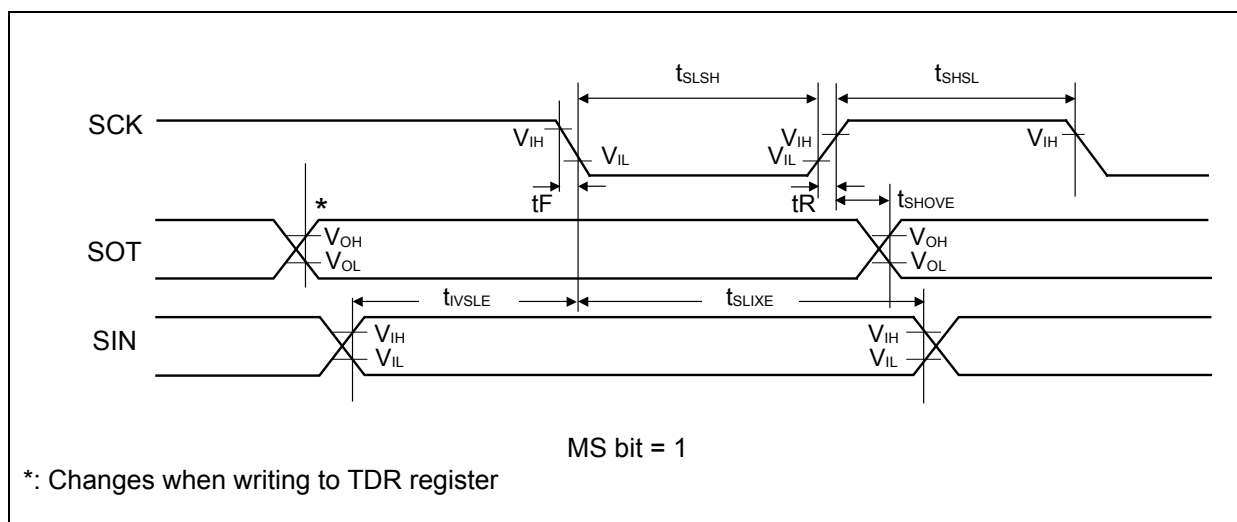 tSLSH
tSHSL
SCK
VIH
VIL
VIH
VIL
VIH
tF
tR
tSHOVE
*
SOT
VOH
VOL
VOH
VOL
tIVSLE
tSLIXE
SIN
VIH
VIL
VIH
VIL
MS bit = 1
*: Changes when writing to TDR register